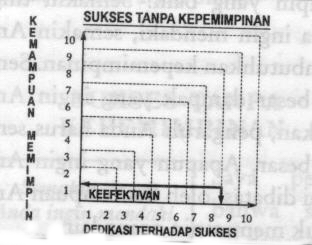 SUKSES TANPA KEPEMIMPINAN
KEMAMPUAN MEMIMPIN
10
9
8
7
6
5
4
3
2
1
KEEFEKTIVAN
1 2 3 4 5 6 7 8 9 10
DEDIKASI TERHADAP SUKSES